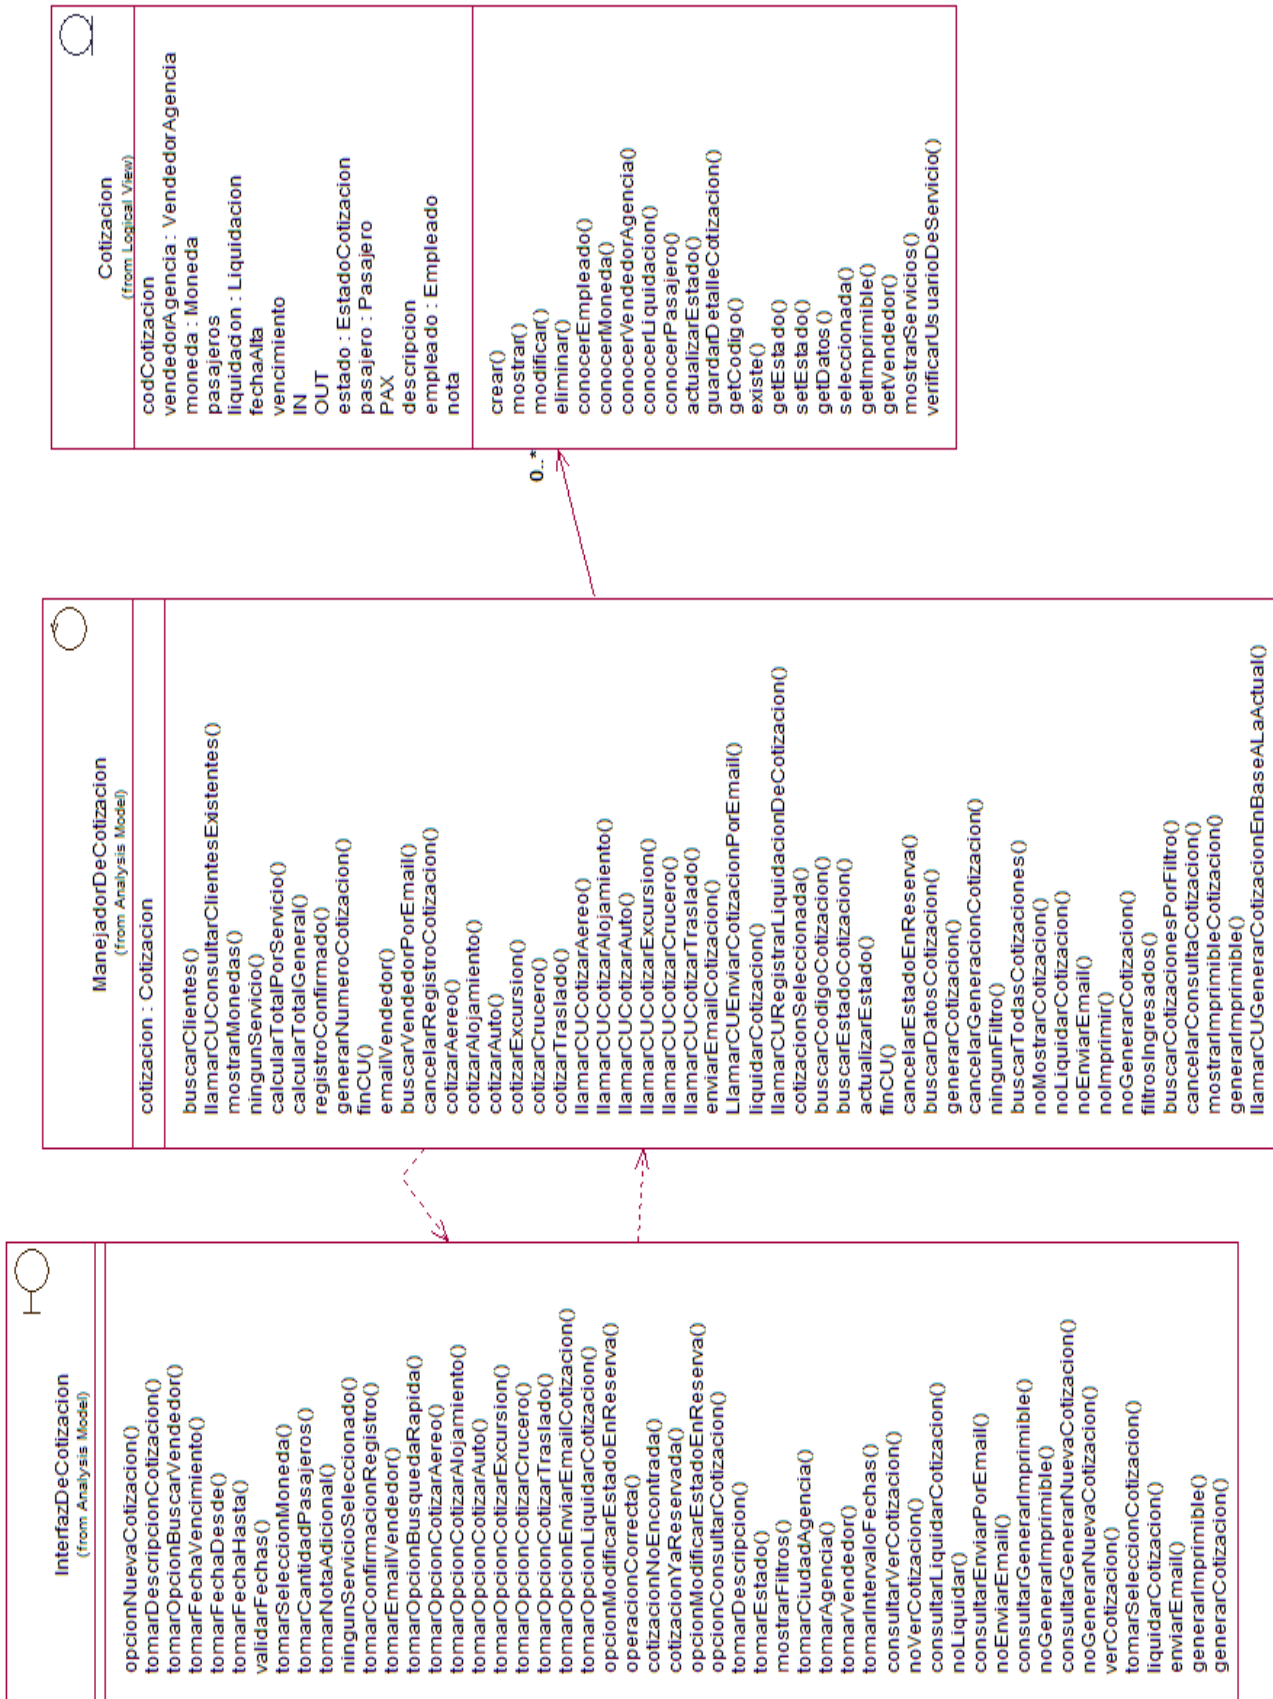 InterfazDeCotizacion
(from Analysis Model)
opcionNuevaCotizacion()
tomarDescripcionCotizacion()
tomarOpcionBuscarVendedor()
tomarFechaVencimiento()
tomarFechaDesde()
tomarFechaHasta()
validarFechas()
tomarSeleccionMoneda()
tomarCantidadPasajeros()
tomarNotaAdicional()
ningunServicioSeleccionado()
tomarConfirmacionRegistro()
tomarEmailVendedor()
tomarOpcionBusquedaRapida()
tomarOpcionCotizarAereo()
tomarOpcionCotizarAlojamiento()
tomarOpcionCotizarAuto()
tomarOpcionCotizarExcursion()
tomarOpcionCotizarCrucero()
tomarOpcionCotizarTraslado()
tomarOpcionEnviarEmailCotizacion()
tomarOpcionLiquidarCotizacion()
opcionModificarEstadoEnReserva()
operacionCorrecta()
cotizacionNoEncontrada()
cotizacionYaReservada()
opcionModificarEstadoEnReserva()
opcionConsultarCotizacion()
tomarDescripcion()
tomarEstado()
mostrarFiltros()
tomarCiudadAgencia()
tomarAgencia()
tomarVendedor()
tomarIntervaloFechas()
consultarVerCotizacion()
noVerCotizacion()
consultarLiquidarCotizacion()
noLiquidar()
consultarEnviarPorEmail()
noEnviarEmail()
consultarGenerarImprimible()
noGenerarImprimible()
consultarGenerarNuevaCotizacion()
noGenerarNuevaCotizacion()
verCotizacion()
tomarSeleccionCotizacion()
liquidarCotizacion()
enviarEmail()
generarImprimible()
generarCotizacion()
ManejadorDeCotizacion
(from Analysis Model)
cotizacion : Cotizacion
buscarClientes()
llamarCUConsultarClientesExistentes()
mostrarMonedas()
ningunServicio()
calcularTotalPorServicio()
calcularTotalGeneral()
registroConfirmado()
generarNumeroCotizacion()
finCU()
emailVendedor()
buscarVendedorPorEmail()
cancelarRegistroCotizacion()
cotizarAereo()
cotizarAlojamiento()
cotizarAuto()
cotizarExcursion()
cotizarCrucero()
cotizarTraslado()
llamarCUCotizarAereo()
llamarCUCotizarAlojamiento()
llamarCUCotizarAuto()
llamarCUCotizarExcursion()
llamarCUCotizarCrucero()
llamarCUCotizarTraslado()
enviarEmailCotizacion()
LlamarCUEnviarCotizacionPorEmail()
liquidarCotizacion()
llamarCURegistrarLiquidacionDeCotizacion()
cotizacionSeleccionada()
buscarCodigoCotizacion()
buscarEstadoCotizacion()
actualizarEstado()
finCU()
cancelarEstadoEnReserva()
buscarDatosCotizacion()
generarCotizacion()
cancelarGeneracionCotizacion()
ningunFiltro()
buscarTodasCotizaciones()
noMostrarCotizacion()
noLiquidarCotizacion()
noEnviarEmail()
noImprimir()
noGenerarCotizacion()
filtrosIngresados()
buscarCotizacionesPorFiltro()
cancelarConsultaCotizacion()
mostrarImprimibleCotizacion()
generarImprimible()
llamarCUGenerarCotizacionEnBaseALaActual()
0..*
Cotizacion
(from Logical View)
codCotizacion
vendedorAgencia : VendedorAgencia
moneda : Moneda
pasajeros
liquidacion : Liquidacion
fechaAlta
vencimiento
IN
OUT
estado : EstadoCotizacion
pasajero : Pasajero
PAX
descripcion
empleado : Empleado
nota
crear()
mostrar()
modificar()
eliminar()
conocerEmpleado()
conocerMoneda()
conocerVendedorAgencia()
conocerLiquidacion()
conocerPasajero()
actualizarEstado()
guardarDetalleCotizacion()
getCodigo()
existe()
getEstado()
setEstado()
getDatos()
seleccionada()
getImprimible()
getVendedor()
mostrarServicios()
verificarUsuarioDeServicio()